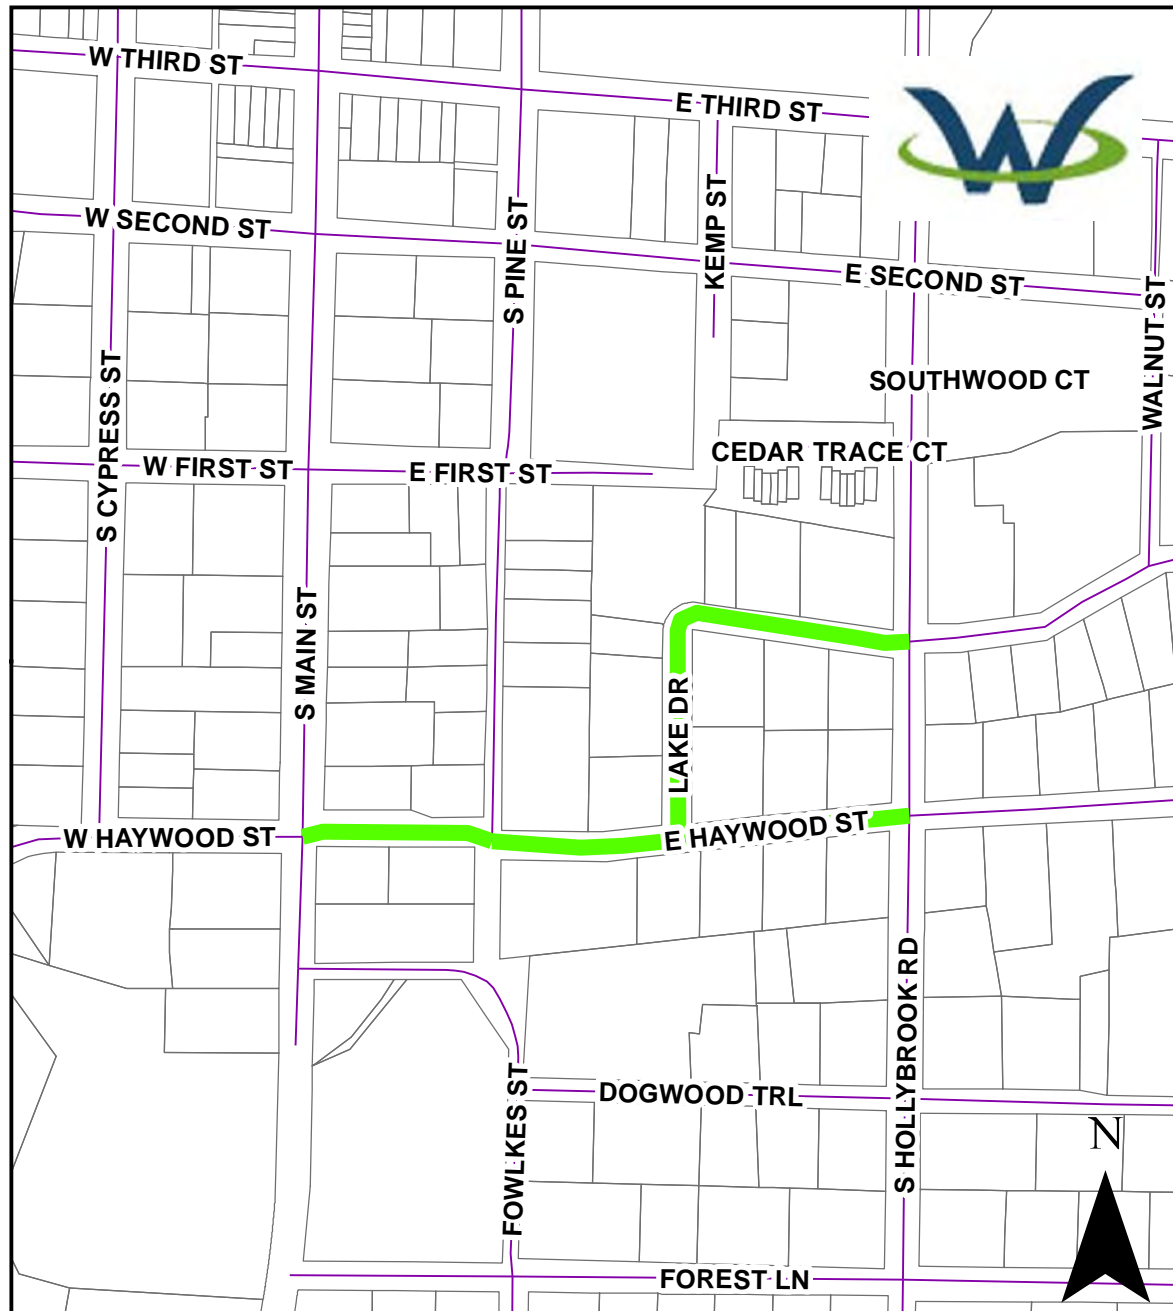 W THIRD ST
E THIRD ST
KEMP ST
W SECOND ST
S PINE ST
E SECOND ST
WALNUT ST
SOUTHWOOD CT
S CYPRESS ST
CEDAR TRACE CT
W FIRST ST
E FIRST ST
S MAIN ST
LAKE DR
W HAYWOOD ST
E HAYWOOD ST
S HOLLYBROOK RD
DOGWOOD TRL
FOWLKES ST
N
FOREST LN